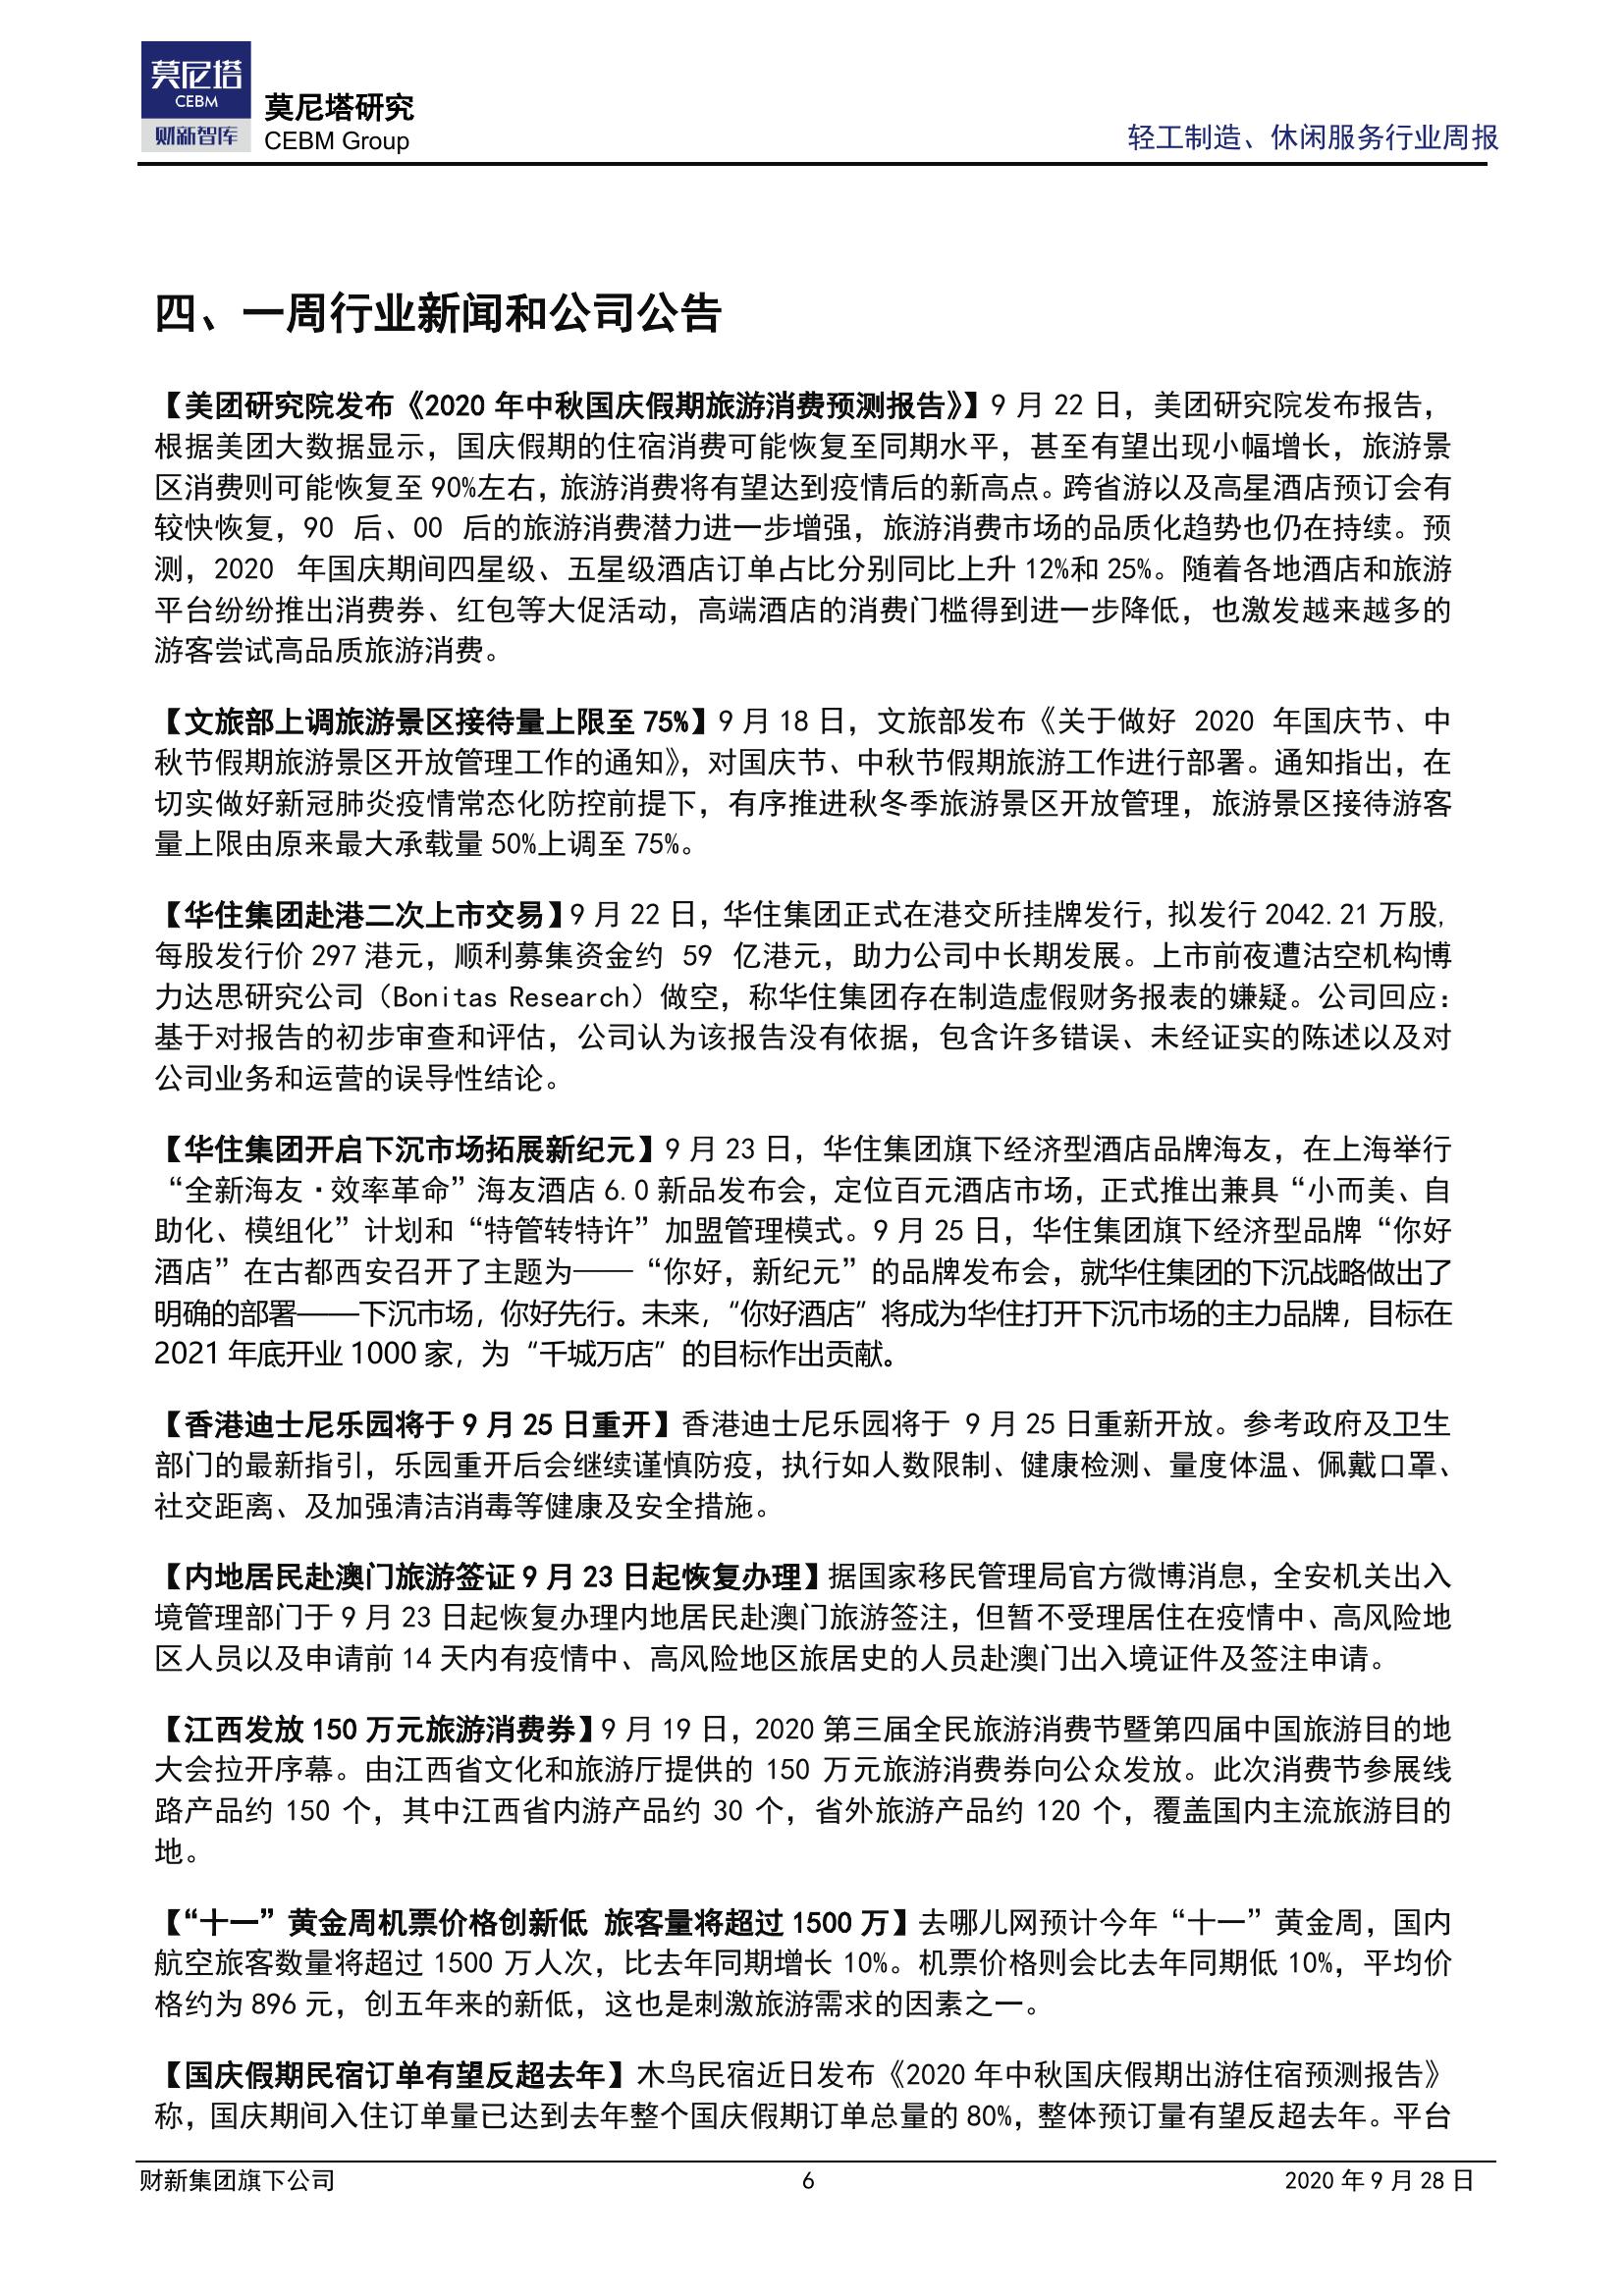 莫尼塔
CEBM
财新智库
莫尼塔研究
CEBM Group
轻工制造、休闲服务行业周报
四、一周行业新闻和公司公告
【美团研究院发布《2020 年中秋国庆假期旅游消费预测报告》】9 月 22 日，美团研究院发布报告，
根据美团大数据显示，国庆假期的住宿消费可能恢复至同期水平，甚至有望出现小幅增长，旅游景
区消费则可能恢复至 90%左右，旅游消费将有望达到疫情后的新高点。跨省游以及高星酒店预订会有
较快恢复，90 后、00 后的旅游消费潜力进一步增强，旅游消费市场的品质化趋势也仍在持续。预
测，2020 年国庆期间四星级、五星级酒店订单占比分别同比上升 12%和 25%。随着各地酒店和旅游
平台纷纷推出消费券、红包等大促活动，高端酒店的消费门槛得到进一步降低，也激发越来越多的
游客尝试高品质旅游消费。
【文旅部上调旅游景区接待量上限至 75%】9 月 18 日，文旅部发布《关于做好 2020 年国庆节、中
秋节假期旅游景区开放管理工作的通知》，对国庆节、中秋节假期旅游工作进行部署。通知指出，在
切实做好新冠肺炎疫情常态化防控前提下，有序推进秋冬季旅游景区开放管理，旅游景区接待游客
量上限由原来最大承载量 50%上调至 75%。
【华住集团赴港二次上市交易】9 月 22 日，华住集团正式在港交所挂牌发行，拟发行 2042.21 万股，
每股发行价 297 港元，顺利募集资金约 59 亿港元，助力公司中长期发展。上市前夜遭沽空机构博
力达思研究公司（Bonitas Research）做空，称华住集团存在制造虚假财务报表的嫌疑。公司回应：
基于对报告的初步审查和评估，公司认为该报告没有依据，包含许多错误、未经证实的陈述以及对
公司业务和运营的误导性结论。
【华住集团开启下沉市场拓展新纪元】9 月 23 日，华住集团旗下经济型酒店品牌海友，在上海举行
“全新海友·效率革命”海友酒店 6.0 新品发布会，定位百元酒店市场，正式推出兼具“小而美、自
助化、模组化”计划和“特管转特许”加盟管理模式。9 月 25 日，华住集团旗下经济型品牌“你好
酒店”在古都西安召开了主题为——“你好，新纪元”的品牌发布会，就华住集团的下沉战略做出了
明确的部署——下沉市场，你好先行。未来，“你好酒店”将成为华住打开下沉市场的主力品牌，目标在
2021 年底开业 1000 家，为“千城万店”的目标作出贡献。
【香港迪士尼乐园将于 9 月 25 日重开】香港迪士尼乐园将于 9 月 25 日重新开放。参考政府及卫生
部门的最新指引，乐园重开后会继续谨慎防疫，执行如人数限制、健康检测、量度体温、佩戴口罩、
社交距离、及加强清洁消毒等健康及安全措施。
【内地居民赴澳门旅游签证 9 月 23 日起恢复办理】据国家移民管理局官方微博消息，全安机关出入
境管理部门于 9 月 23 日起恢复办理内地居民赴澳门旅游签注，但暂不受理居住在疫情中、高风险地
区人员以及申请前 14 天内有疫情中、高风险地区旅居史的人员赴澳门出入境证件及签注申请。
【江西发放 150 万元旅游消费券】9 月 19 日，2020 第三届全民旅游消费节暨第四届中国旅游目的地
大会拉开序幕。由江西省文化和旅游厅提供的 150 万元旅游消费券向公众发放。此次消费节参展线
路产品约 150 个，其中江西省内游产品约 30 个，省外旅游产品约 120 个，覆盖国内主流旅游目的
地。
【“十一”黄金周机票价格创新低 旅客量将超过 1500 万】去哪儿网预计今年“十一”黄金周，国内
航空旅客数量将超过 1500 万人次，比去年同期增长 10%。机票价格则会比去年同期低 10%，平均价
格约为 896 元，创五年来的新低，这也是刺激旅游需求的因素之一。
【国庆假期民宿订单有望反超去年】木鸟民宿近日发布《2020 年中秋国庆假期出游住宿预测报告》
称，国庆期间入住订单量已达到去年整个国庆假期订单总量的 80%，整体预订量有望反超去年。平台
财新集团旗下公司
6
2020 年 9 月 28 日